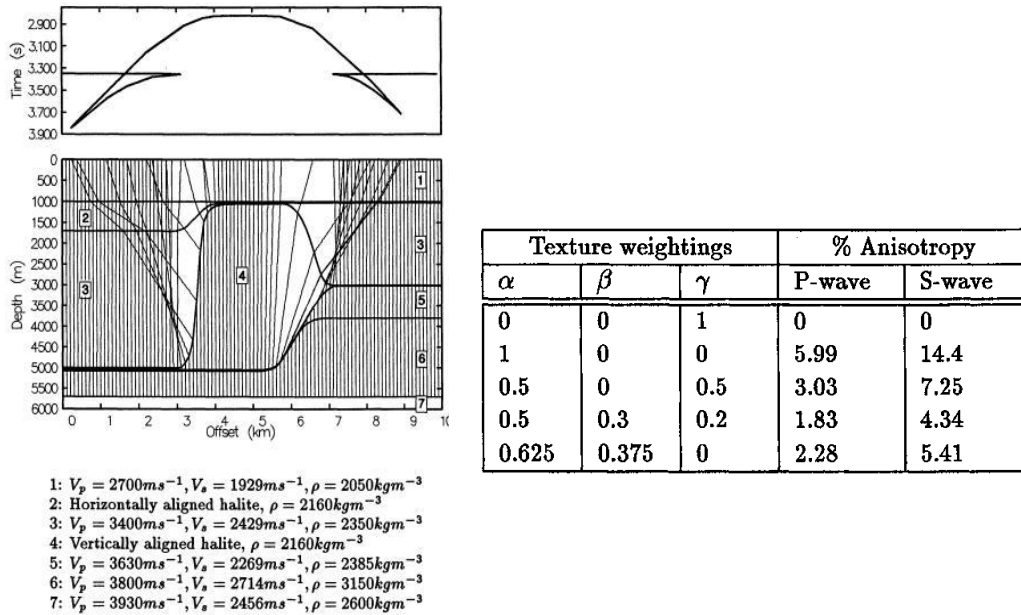 Time (s)
2.900
3.100
3.300
3.500
3.700
3.900
Depth (m)
0
500
1000
1500
2000
2500
3000
3500
4000
4500
5000
5500
6000
1
2
3
3
4
5
6
7
0 1 2 3 4 5 6 7 8 9 10
Offset (km)
1: V_p = 2700ms^{-1}, V_s = 1929ms^{-1}, ρ = 2050kgm^{-3}
2: Horizontally aligned halite, ρ = 2160kgm^{-3}
3: V_p = 3400ms^{-1}, V_s = 2429ms^{-1}, ρ = 2350kgm^{-3}
4: Vertically aligned halite, ρ = 2160kgm^{-3}
5: V_p = 3630ms^{-1}, V_s = 2269ms^{-1}, ρ = 2385kgm^{-3}
6: V_p = 3800ms^{-1}, V_s = 2714ms^{-1}, ρ = 3150kgm^{-3}
7: V_p = 3930ms^{-1}, V_s = 2456ms^{-1}, ρ = 2600kgm^{-3}
Texture weightings % Anisotropy
α β γ P-wave S-wave
0 0 1 0 0
1 0 0 5.99 14.4
0.5 0 0.5 3.03 7.25
0.5 0.3 0.2 1.83 4.34
0.625 0.375 0 2.28 5.41